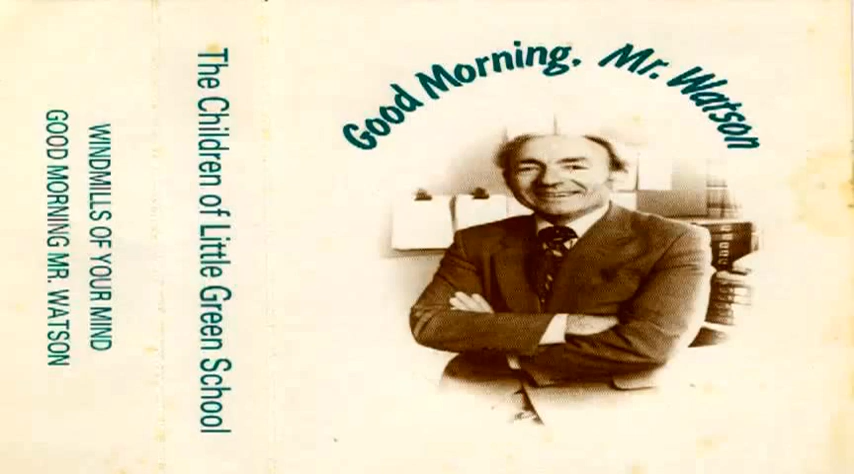 Good Morning, Mr. Watson
The Children of Little Green School
WINDMILLS OF YOUR MIND
GOOD MORNING MR. WATSON